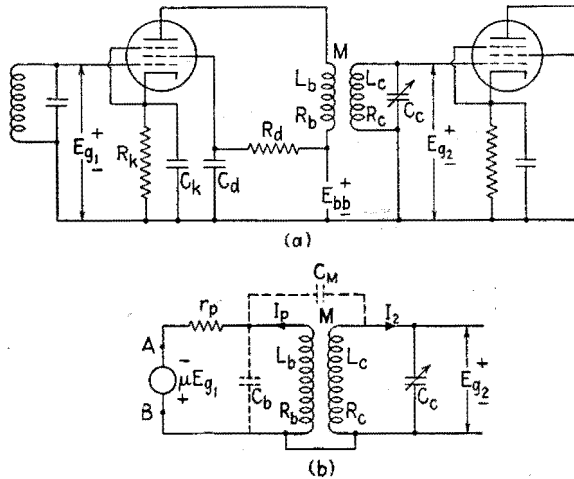 M
L_b L_c
R_b R_c C_c
E_g1 + -
R_k C_k C_d R_d
E_bb + -
E_g2 + -
(a)
C_M
r_p I_p M I_2
A
B
- μE_g1 +
C_b L_b L_c
R_b R_c C_c
E_g2 + -
(b)